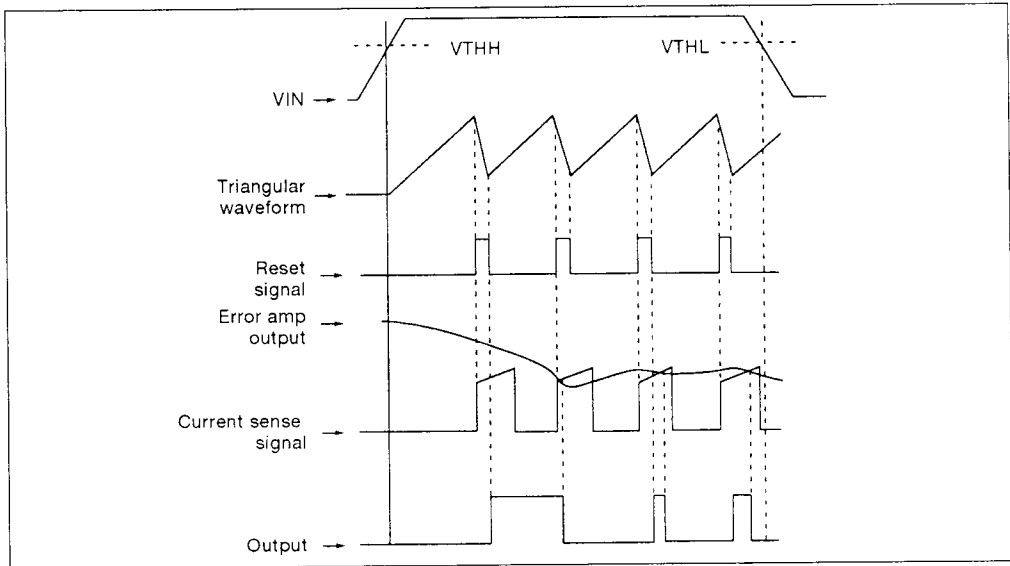 VTHH
VTHL
VIN
Triangular
waveform
Reset
signal
Error amp
output
Current sense
signal
Output